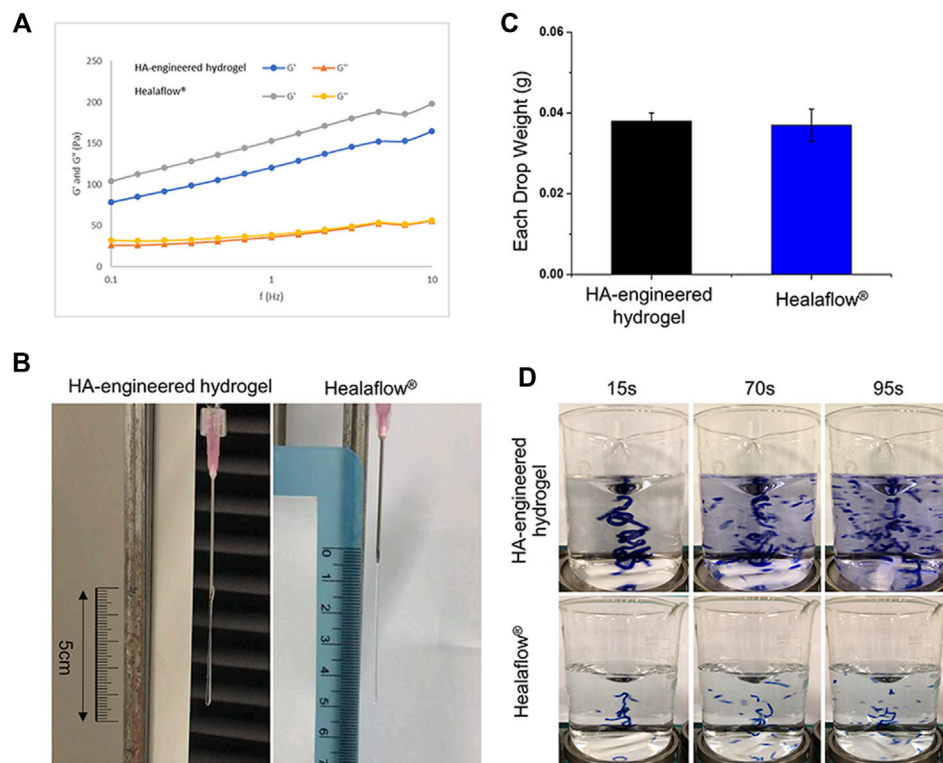 A
HA-engineered hydrogel G' G''
Healaflow® G' G''
G' and G'' (Pa)
250
200
150
100
50
0
0.1 1 10
f (Hz)
B
HA-engineered hydrogel Healaflow®
5cm
0
1
2
3
4
5
6
7
C
Each Drop Weight (g)
0.06
0.04
0.02
0.00
HA-engineered
hydrogel
Healaflow®
D
15s 70s 95s
HA-engineered
hydrogel
Healaflow®